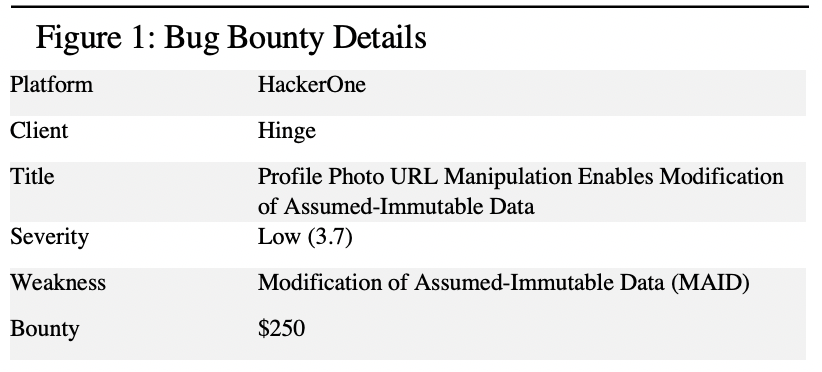 Figure 1: Bug Bounty Details
Platform HackerOne
Client Hinge
Title Profile Photo URL Manipulation Enables Modification
of Assumed-Immutable Data
Severity Low (3.7)
Weakness Modification of Assumed-Immutable Data (MAID)
Bounty $250